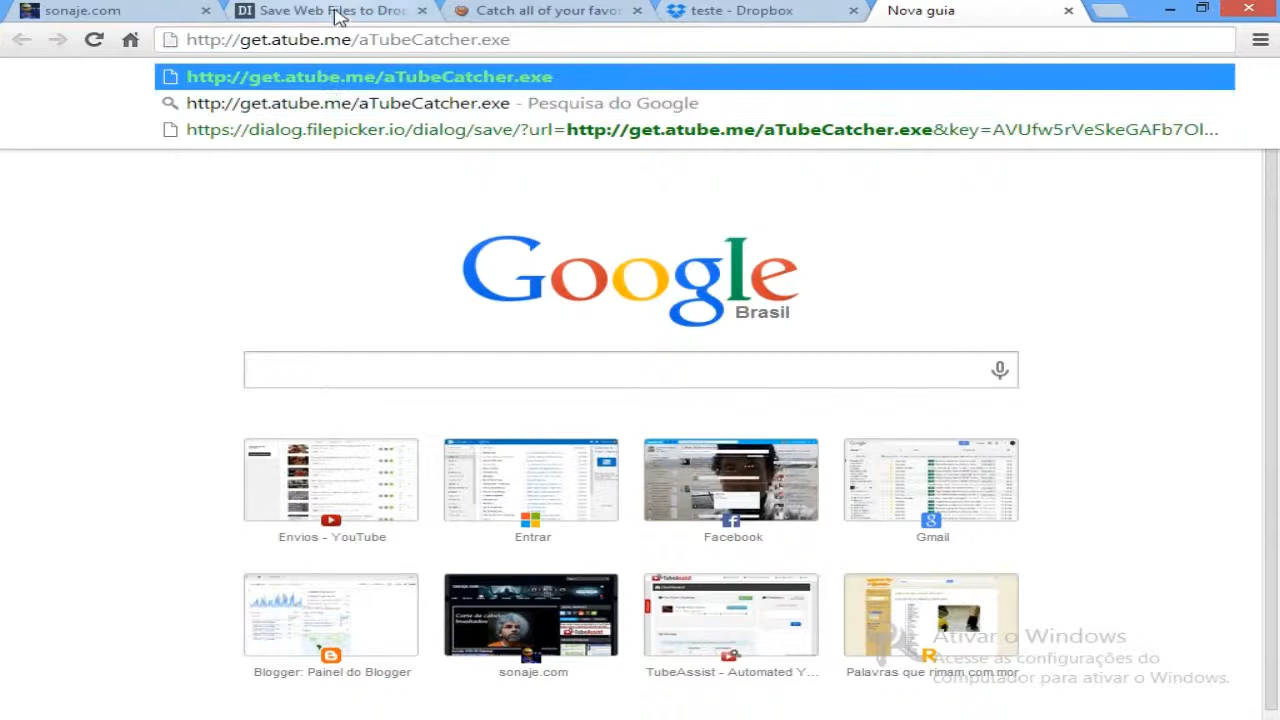 sonaje.com
Save Web Files to Dro
Catch all of your favor
teste - Dropbox
Nova guia
http://get.atube.me/aTubeCatcher.exe
http://get.atube.me/aTubeCatcher.exe
http://get.atube.me/aTubeCatcher.exe - Pesquisa do Google
https://dialog.filepicker.io/dialog/save/?url=http://get.atube.me/aTubeCatcher.exe&key=AVUfw5rVeSkeGAFb7Ol...
Google
Brasil
Envios - YouTube
Entrar
Facebook
Gmail
Blogger: Painel do Blogger
sonaje.com
TubeAssist - Automated Y...
Palavras que rimam com mor
Ativar o Windows
Acesse as configurações do
computador para ativar o Windows.